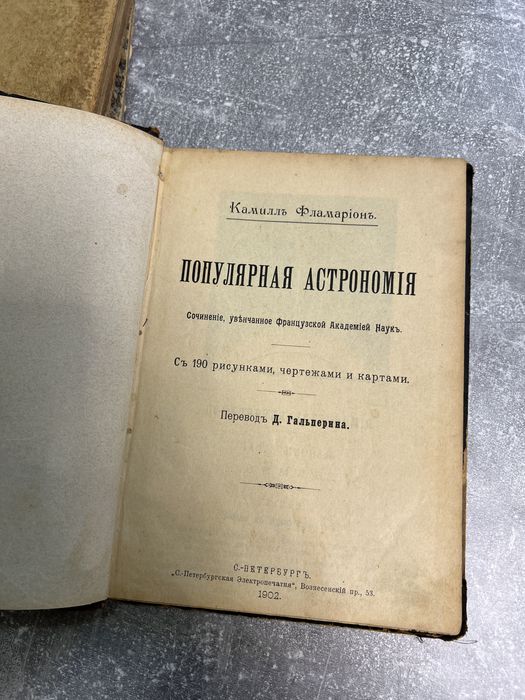 Камиллъ Фламаріонъ.
ПОПУЛЯРНАЯ АСТРОНОМІЯ
Сочиненіе, увѣнчанное Французской Академіей Наукъ.
Съ 190 рисунками, чертежами и картами.
Переводъ Д. Гальперина.
С.-ПЕТЕРБУРГЪ.
„С.-Петербургская Электропечатня", Вознесенскій пр., 53.
1902.